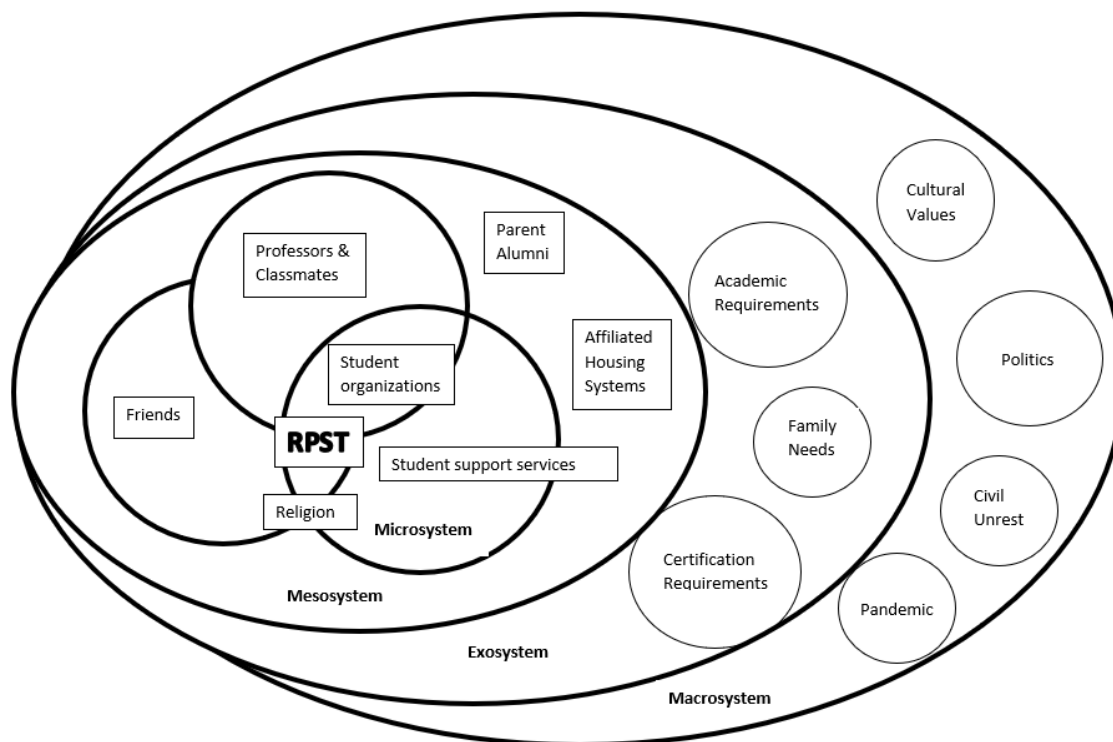 Cultural
Values
Professors &
Classmates
Parent
Alumni
Academic
Requirements
Affiliated
Housing
Systems
Politics
Student
organizations
Friends
RPST
Family
Needs
Student support services
Religion
Microsystem
Civil
Unrest
Certification
Requirements
Mesosystem
Pandemic
Exosystem
Macrosystem